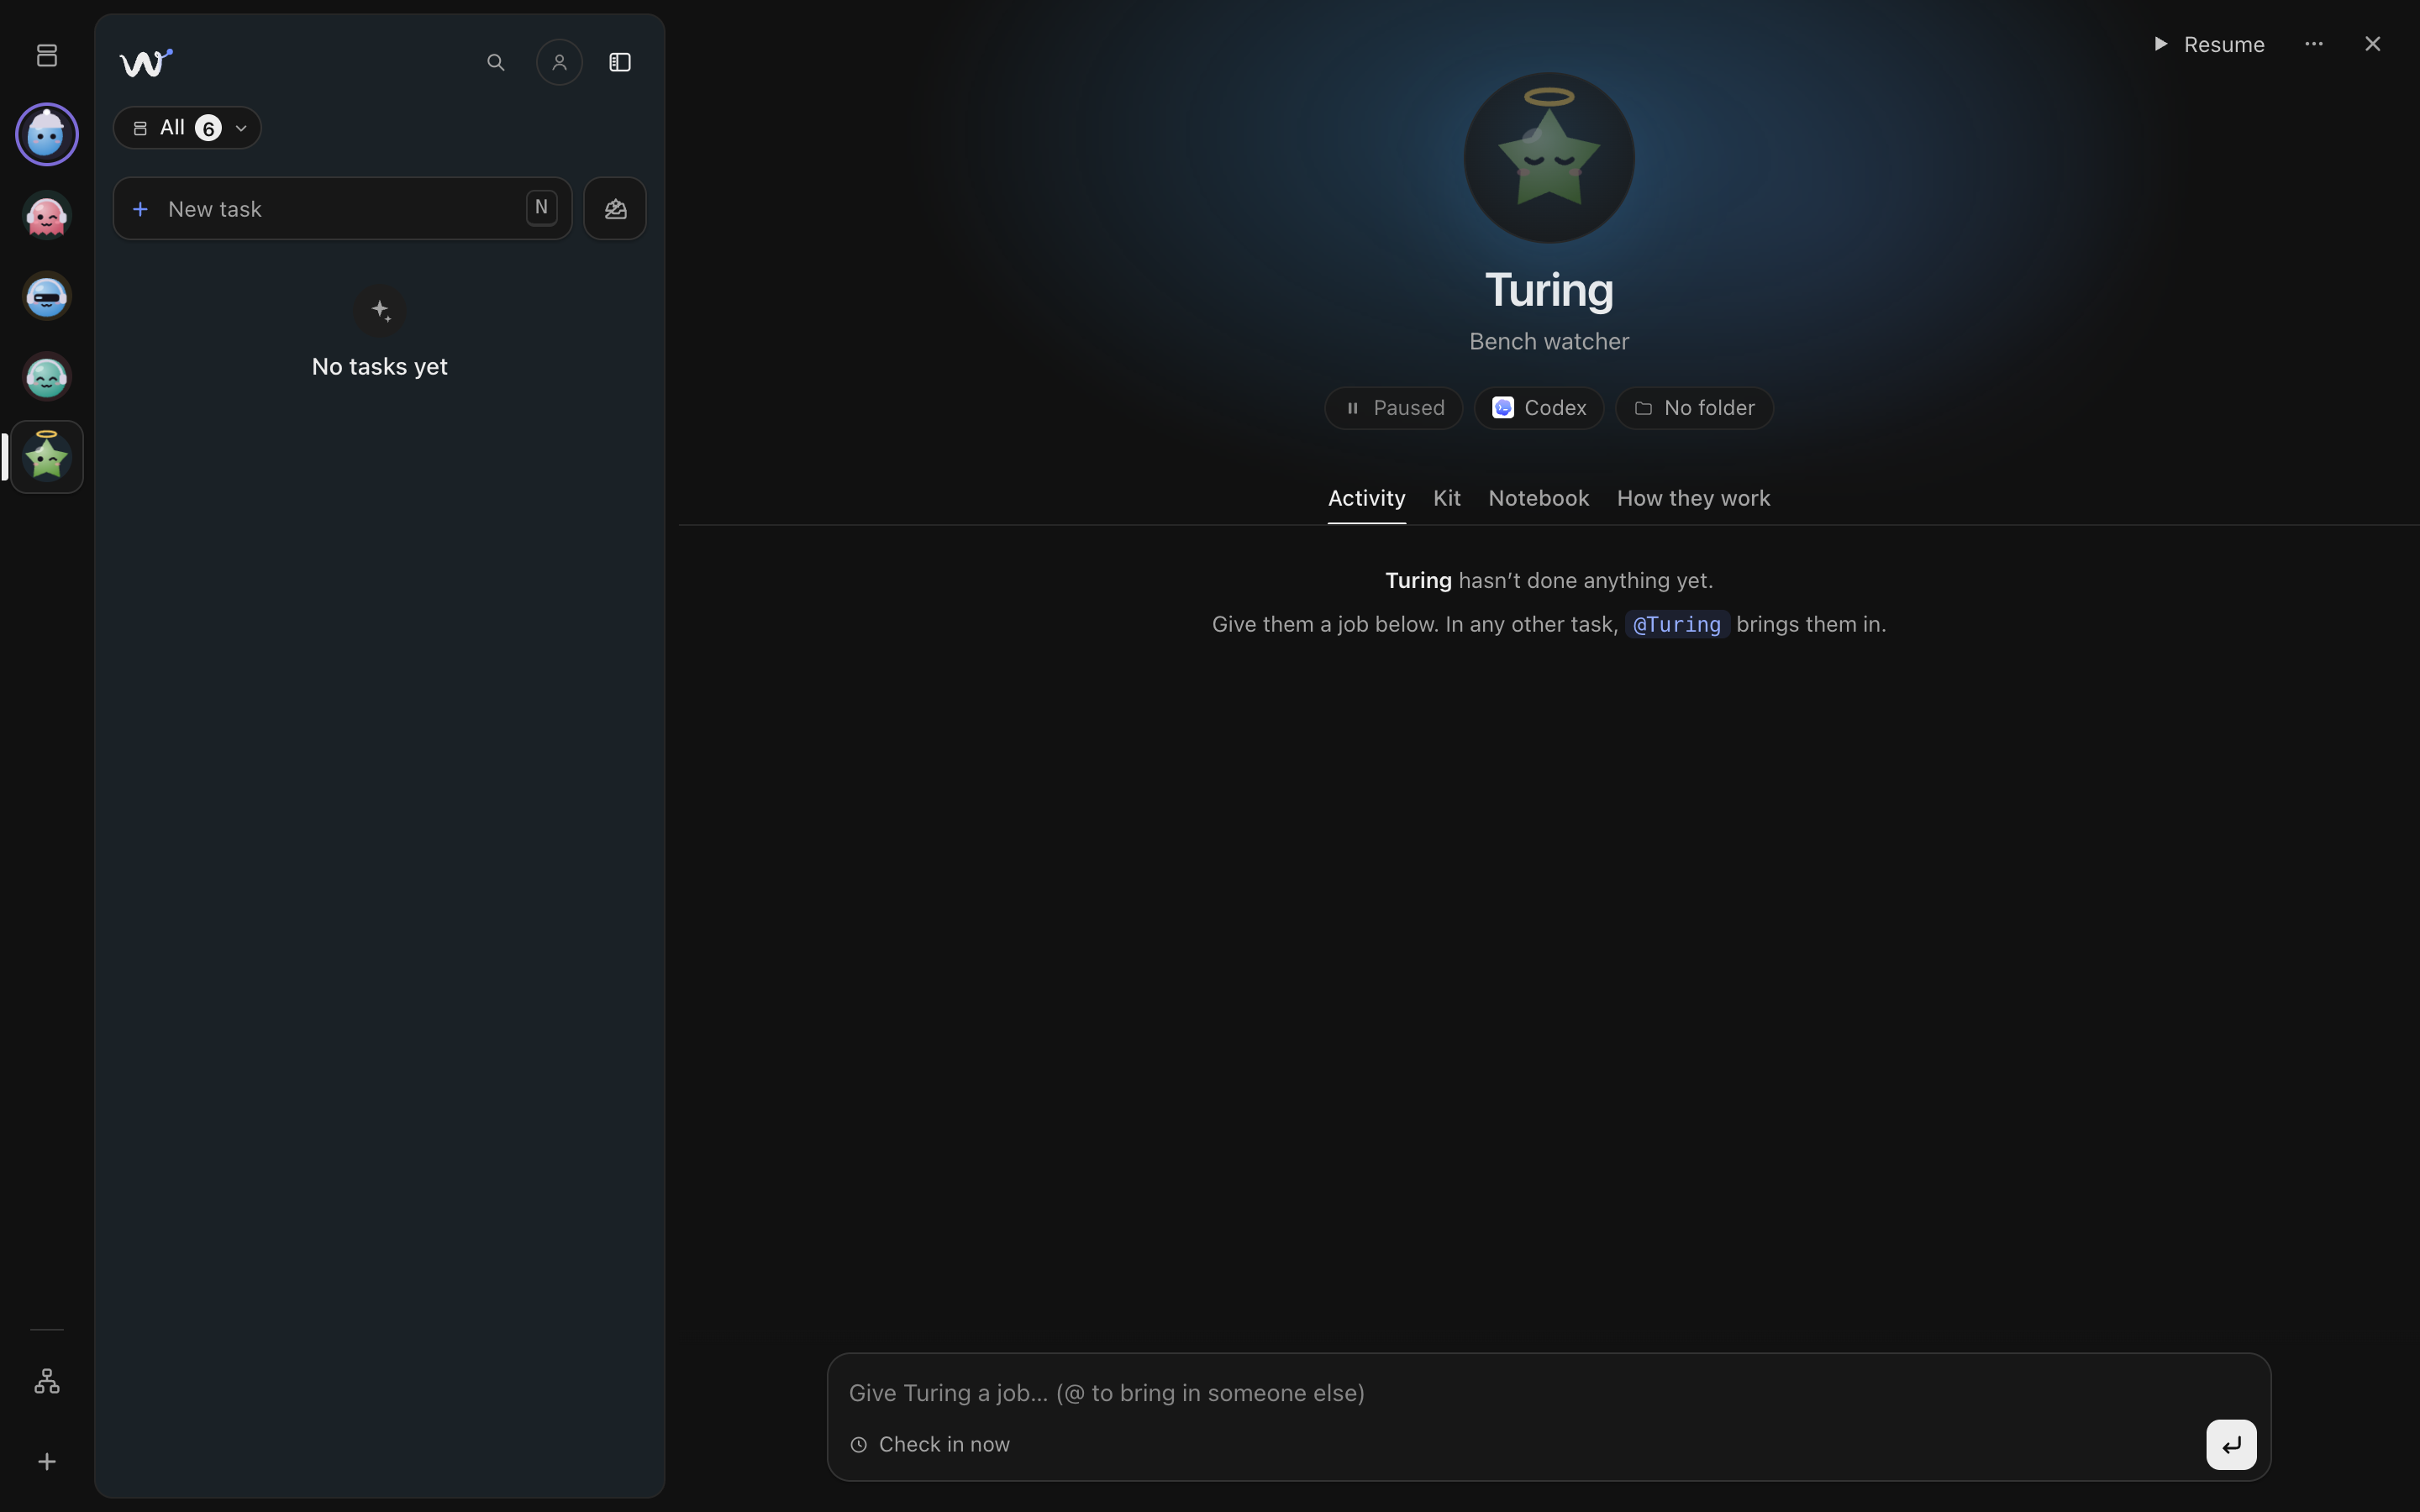 Resume
All 6
New task N
No tasks yet
Turing
Bench watcher
Paused Codex No folder
Activity Kit Notebook How they work
Turing hasn’t done anything yet.
Give them a job below. In any other task, @Turing brings them in.
Give Turing a job... (@ to bring in someone else)
Check in now